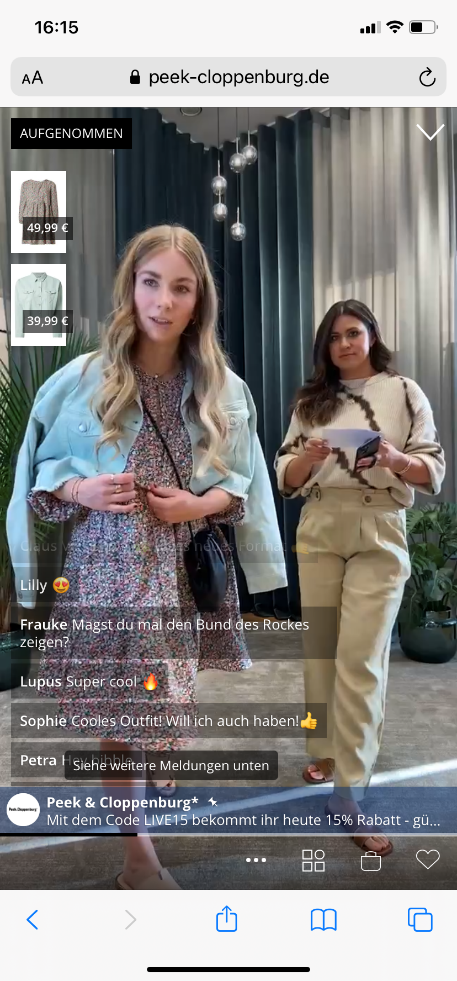 16:15
AA
peek-cloppenburg.de
AUFGENOMMEN
49,99 €
39,99 €
Claus
Lilly 😍
Frauke Magst du mal den Bund des Rockes
zeigen?
Lupus Super cool 🔥
Sophie Cooles Outfit! Will ich auch haben!👍
Petra
Siehe weitere Meldungen unten
Peek & Cloppenburg*
Mit dem Code LIVE15 bekommt ihr heute 15% Rabatt - gü...